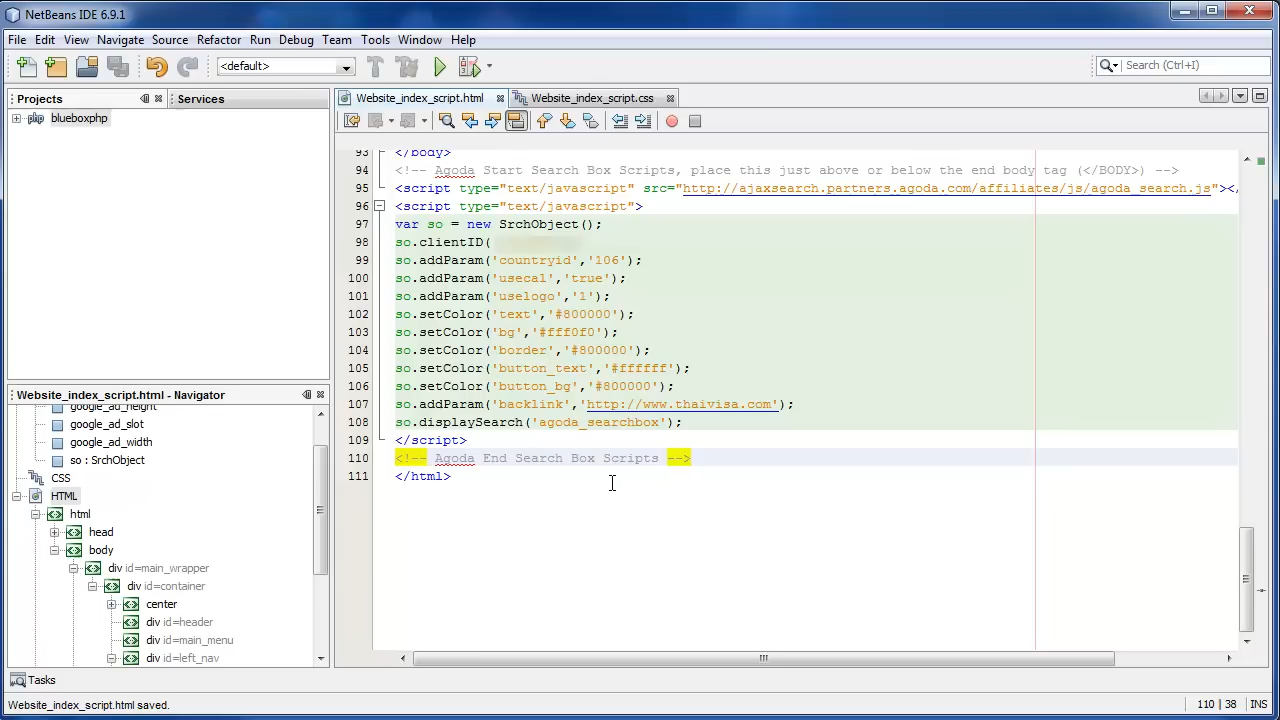 NetBeans IDE 6.9.1
File Edit View Navigate Source Refactor Run Debug Team Tools Window Help
<default>
Search (Ctrl+I)
Projects
Services
Website_index_script.html
Website_index_script.css
blueboxphp
93 </body>
94 <!-- Agoda Start Search Box Scripts, place this just above or below the end body tag (</BODY>) -->
95 <script type="text/javascript" src="http://ajaxsearch.partners.agoda.com/affiliates/js/agoda_search.js"></
96 <script type="text/javascript">
97 var so = new SrchObject();
98 so.clientID(
99 so.addParam('countryid','106');
100 so.addParam('usecal','true');
101 so.addParam('uselogo','1');
102 so.setColor('text','#800000');
103 so.setColor('bg','#fff0f0');
104 so.setColor('border','#800000');
105 so.setColor('button_text','#ffffff');
106 so.setColor('button_bg','#800000');
107 so.addParam('backlink','http://www.thaivisa.com');
108 so.displaySearch('agoda_searchbox');
109 </script>
110 <!-- Agoda End Search Box Scripts -->
111 </html>
Website_index_script.html - Navigator
google_ad_height
google_ad_slot
google_ad_width
so : SrchObject
CSS
HTML
html
head
body
div id=main_wrapper
div id=container
center
div id=header
div id=main_menu
div id=left_nav
Tasks
Website_index_script.html saved.
110 | 38 INS